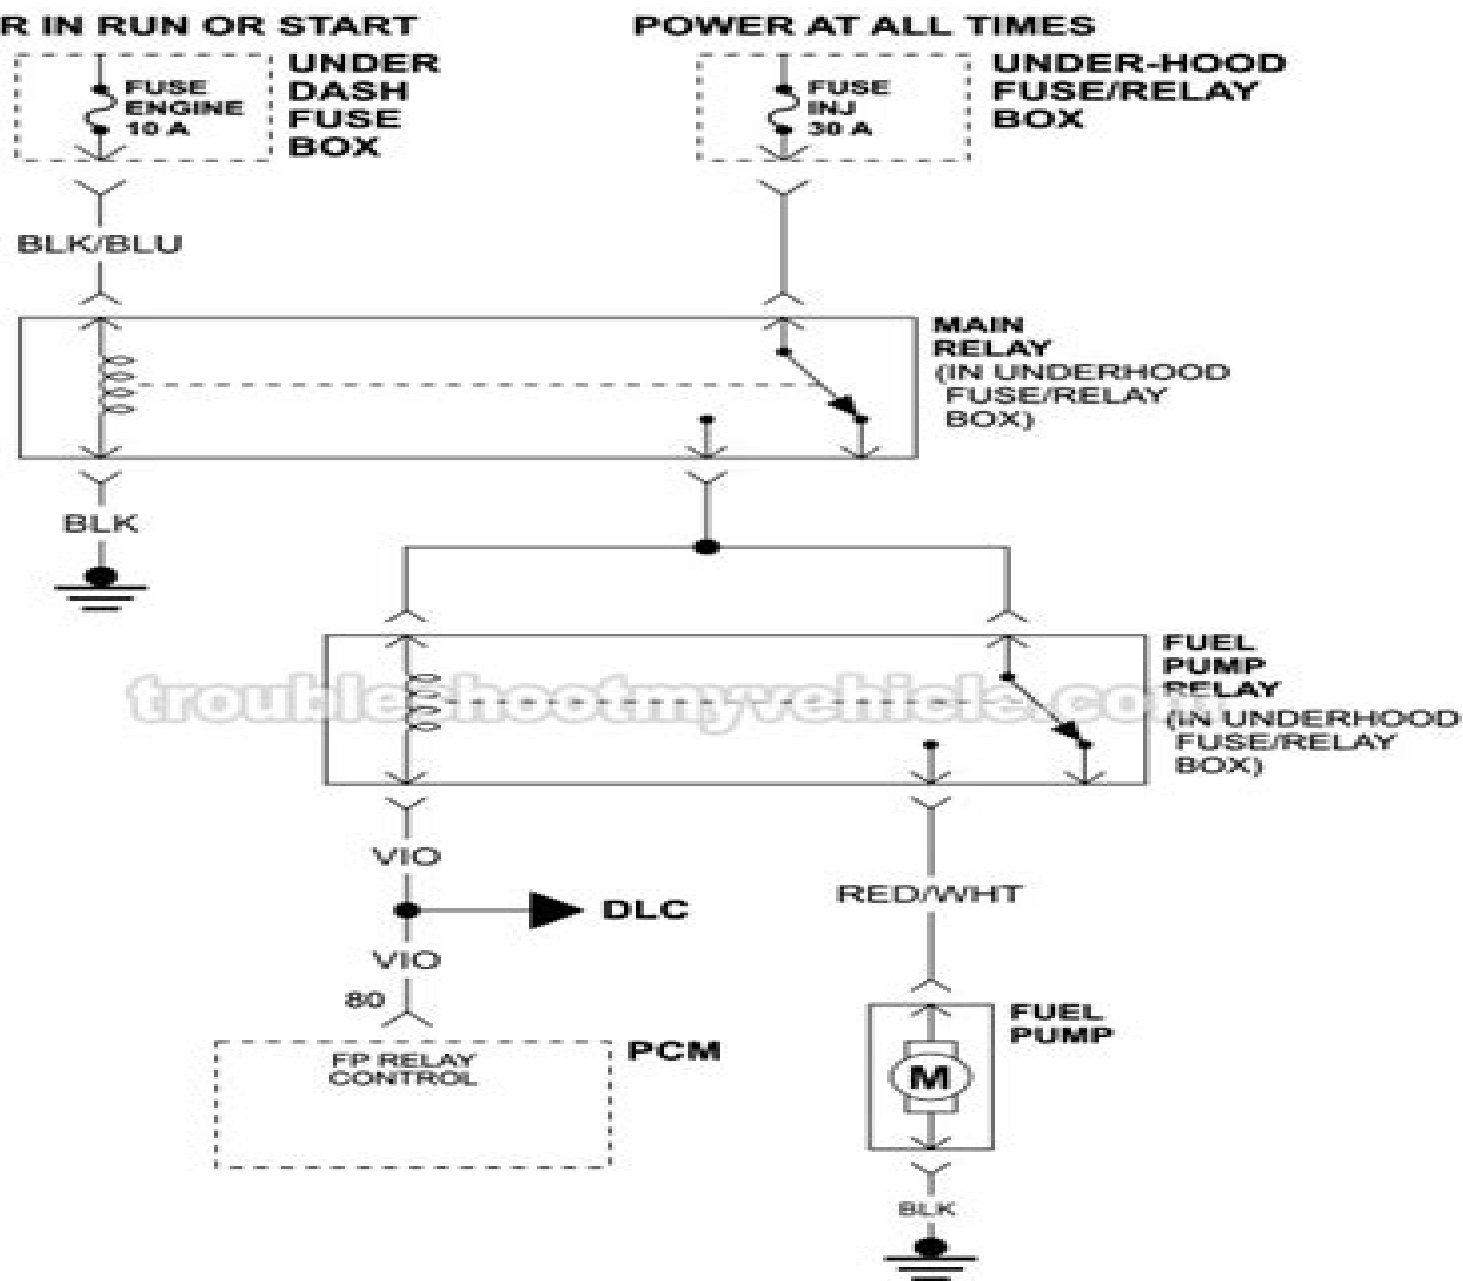 R IN RUN OR START
POWER AT ALL TIMES
FUSE
ENGINE
10 A
UNDER
DASH
FUSE
BOX
FUSE
INJ
30 A
UNDER-HOOD
FUSE/RELAY
BOX
BLK/BLU
MAIN
RELAY
(IN UNDERHOOD
FUSE/RELAY
BOX)
BLK
FUEL
PUMP
RELAY
(IN UNDERHOOD
FUSE/RELAY
BOX)
troubleshootmyvehicle.com
VIO
DLC
RED/WHT
VIO
80
FP RELAY
CONTROL
PCM
FUEL
PUMP
M
BLK